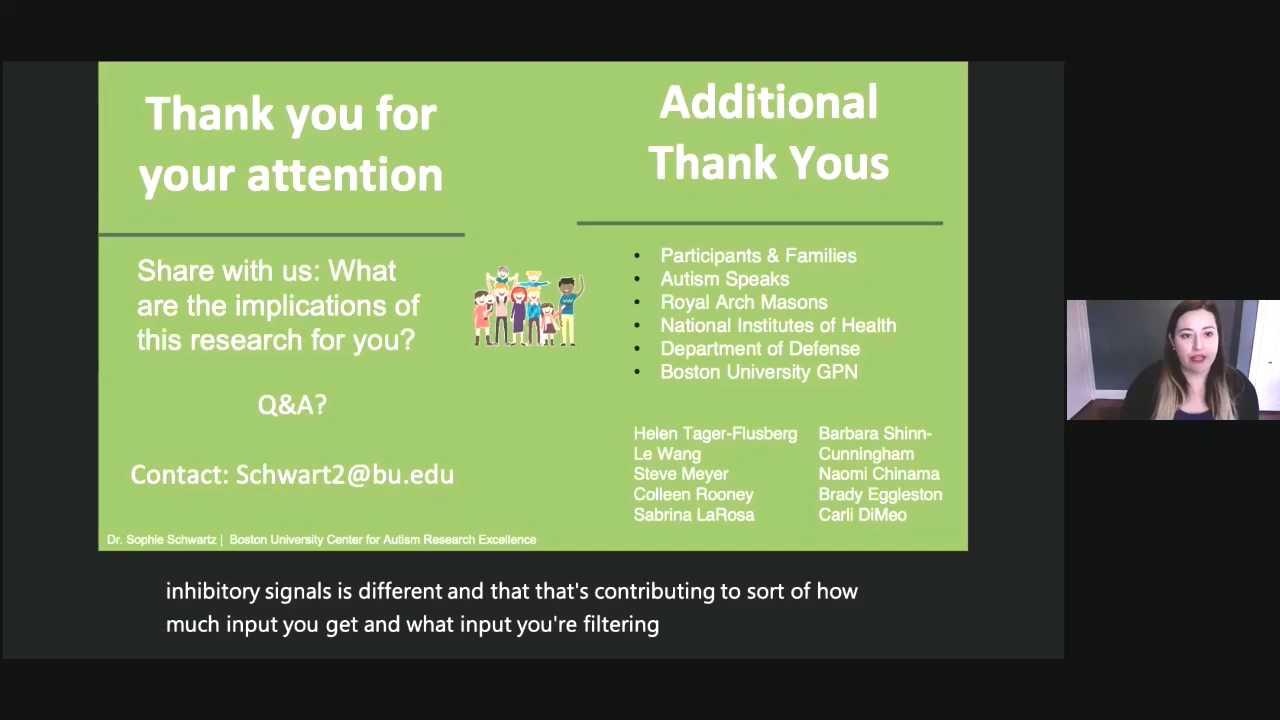 Thank you for
your attention
Share with us: What
are the implications of
this research for you?
Q&A?
Contact: Schwart2@bu.edu
Dr. Sophie Schwartz | Boston University Center for Autism Research Excellence
Additional
Thank Yous
• Participants & Families
• Autism Speaks
• Royal Arch Masons
• National Institutes of Health
• Department of Defense
• Boston University GPN
Helen Tager-Flusberg
Le Wang
Steve Meyer
Colleen Rooney
Sabrina LaRosa
Barbara Shinn-
Cunningham
Naomi Chinama
Brady Eggleston
Carli DiMeo
inhibitory signals is different and that that's contributing to sort of how
much input you get and what input you're filtering